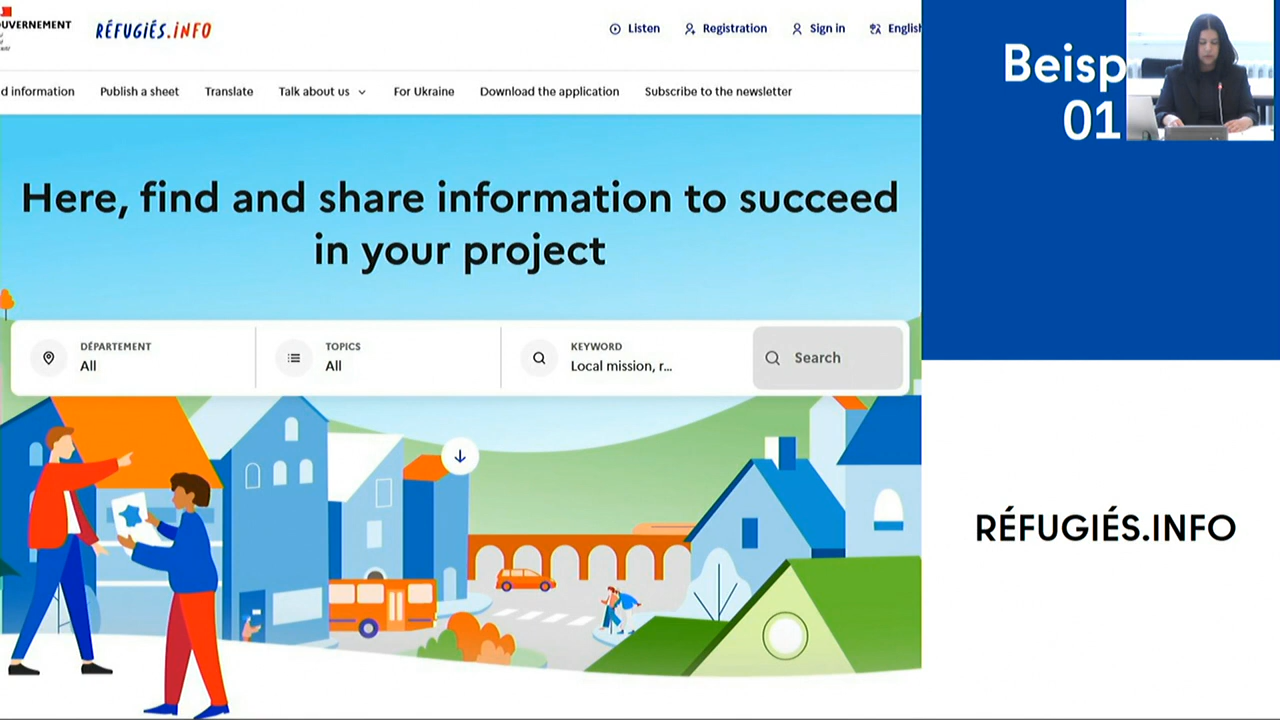 OUVERNEMENT
RÉFUGIÉS.INFO
Listen
Registration
Sign in
English
d information
Publish a sheet
Translate
Talk about us
For Ukraine
Download the application
Subscribe to the newsletter
Here, find and share information to succeed
in your project
DÉPARTEMENT
All
TOPICS
All
KEYWORD
Local mission, r...
Search
Beisp
01
RÉFUGIÉS.INFO